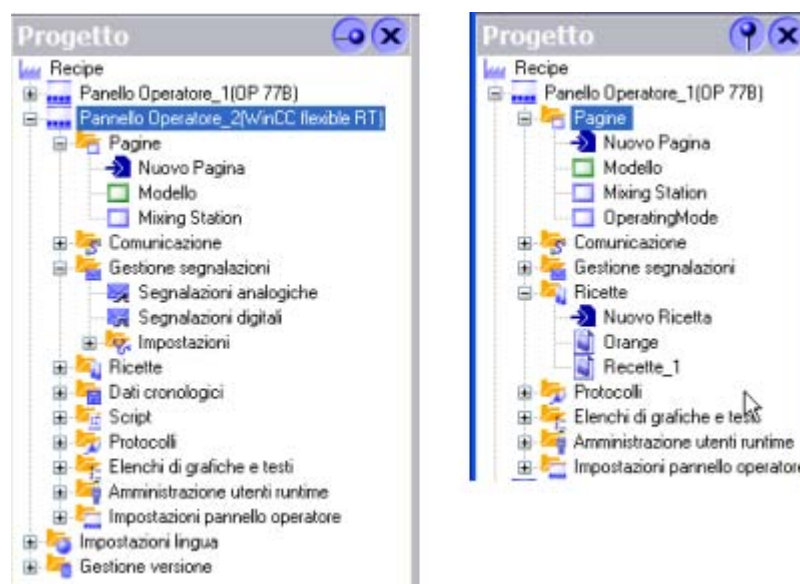 Progetto
Recipe
Panello Operatore_1(OP 77B)
Pannello Operatore_2(WinCC flexible RT)
Pagine
Nuovo Pagina
Modello
Mixing Station
Comunicazione
Gestione segnalazioni
Segnalazioni analogiche
Segnalazioni digitali
Impostazioni
Ricette
Dati cronologici
Script
Protocolli
Elenchi di grafiche e testi
Amministrazione utenti runtime
Impostazioni pannello operatore
Impostazioni lingua
Gestione versione
Progetto
Recipe
Panello Operatore_1(OP 77B)
Pagine
Nuovo Pagina
Modello
Mixing Station
OperatingMode
Comunicazione
Gestione segnalazioni
Ricette
Nuovo Ricetta
Orange
Recette_1
Protocolli
Elenchi di grafiche e testi
Amministrazione utenti runtime
Impostazioni pannello operatore